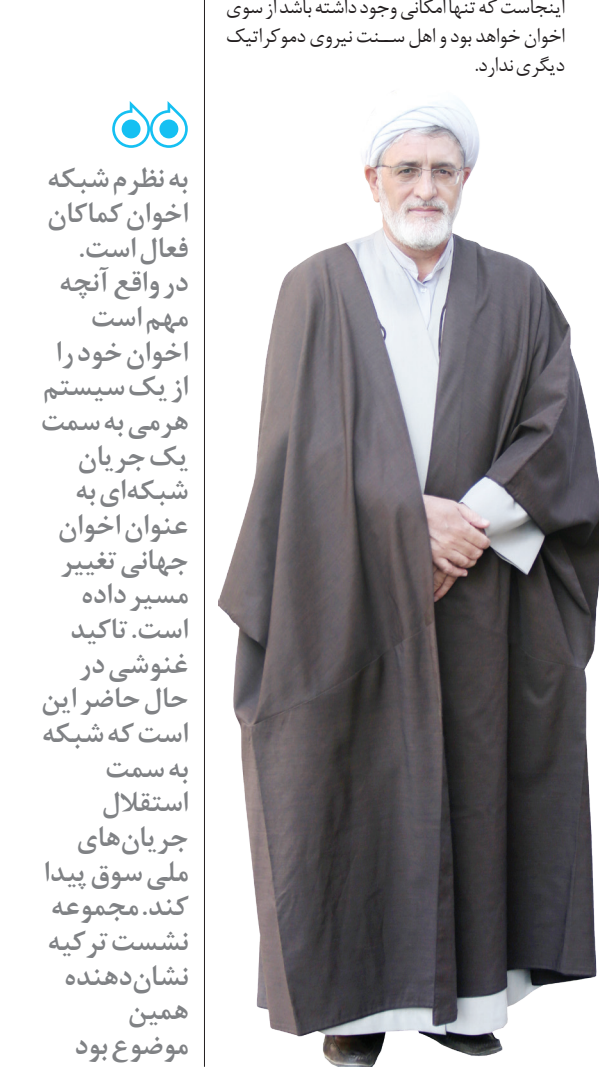 اینجاست که تنها امکانی وجود داشته باشد از سوی
اخوان خواهد بود و اهل ســنت نیروی دموکراتیک
دیگری ندارد.
به نظرم شبکه
اخوان کماکان
فعال است.
در واقع آنچه
مهم است
اخوان خود را
از یک سیستم
هرمی به سمت
یک جریان
شبکه‌ای به
عنوان اخوان
جهانی تغییر
مسیر داده
است. تاکید
غنوشی در
حال حاضر این
است که شبکه
به سمت
استقلال
جریان‌های
ملی سوق پیدا
کند. مجموعه
نشست ترکیه
نشان‌دهنده
همین
موضوع بود